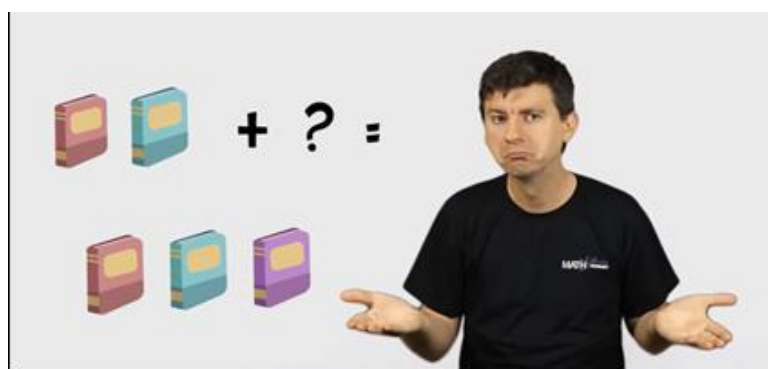 + ? =
MATH